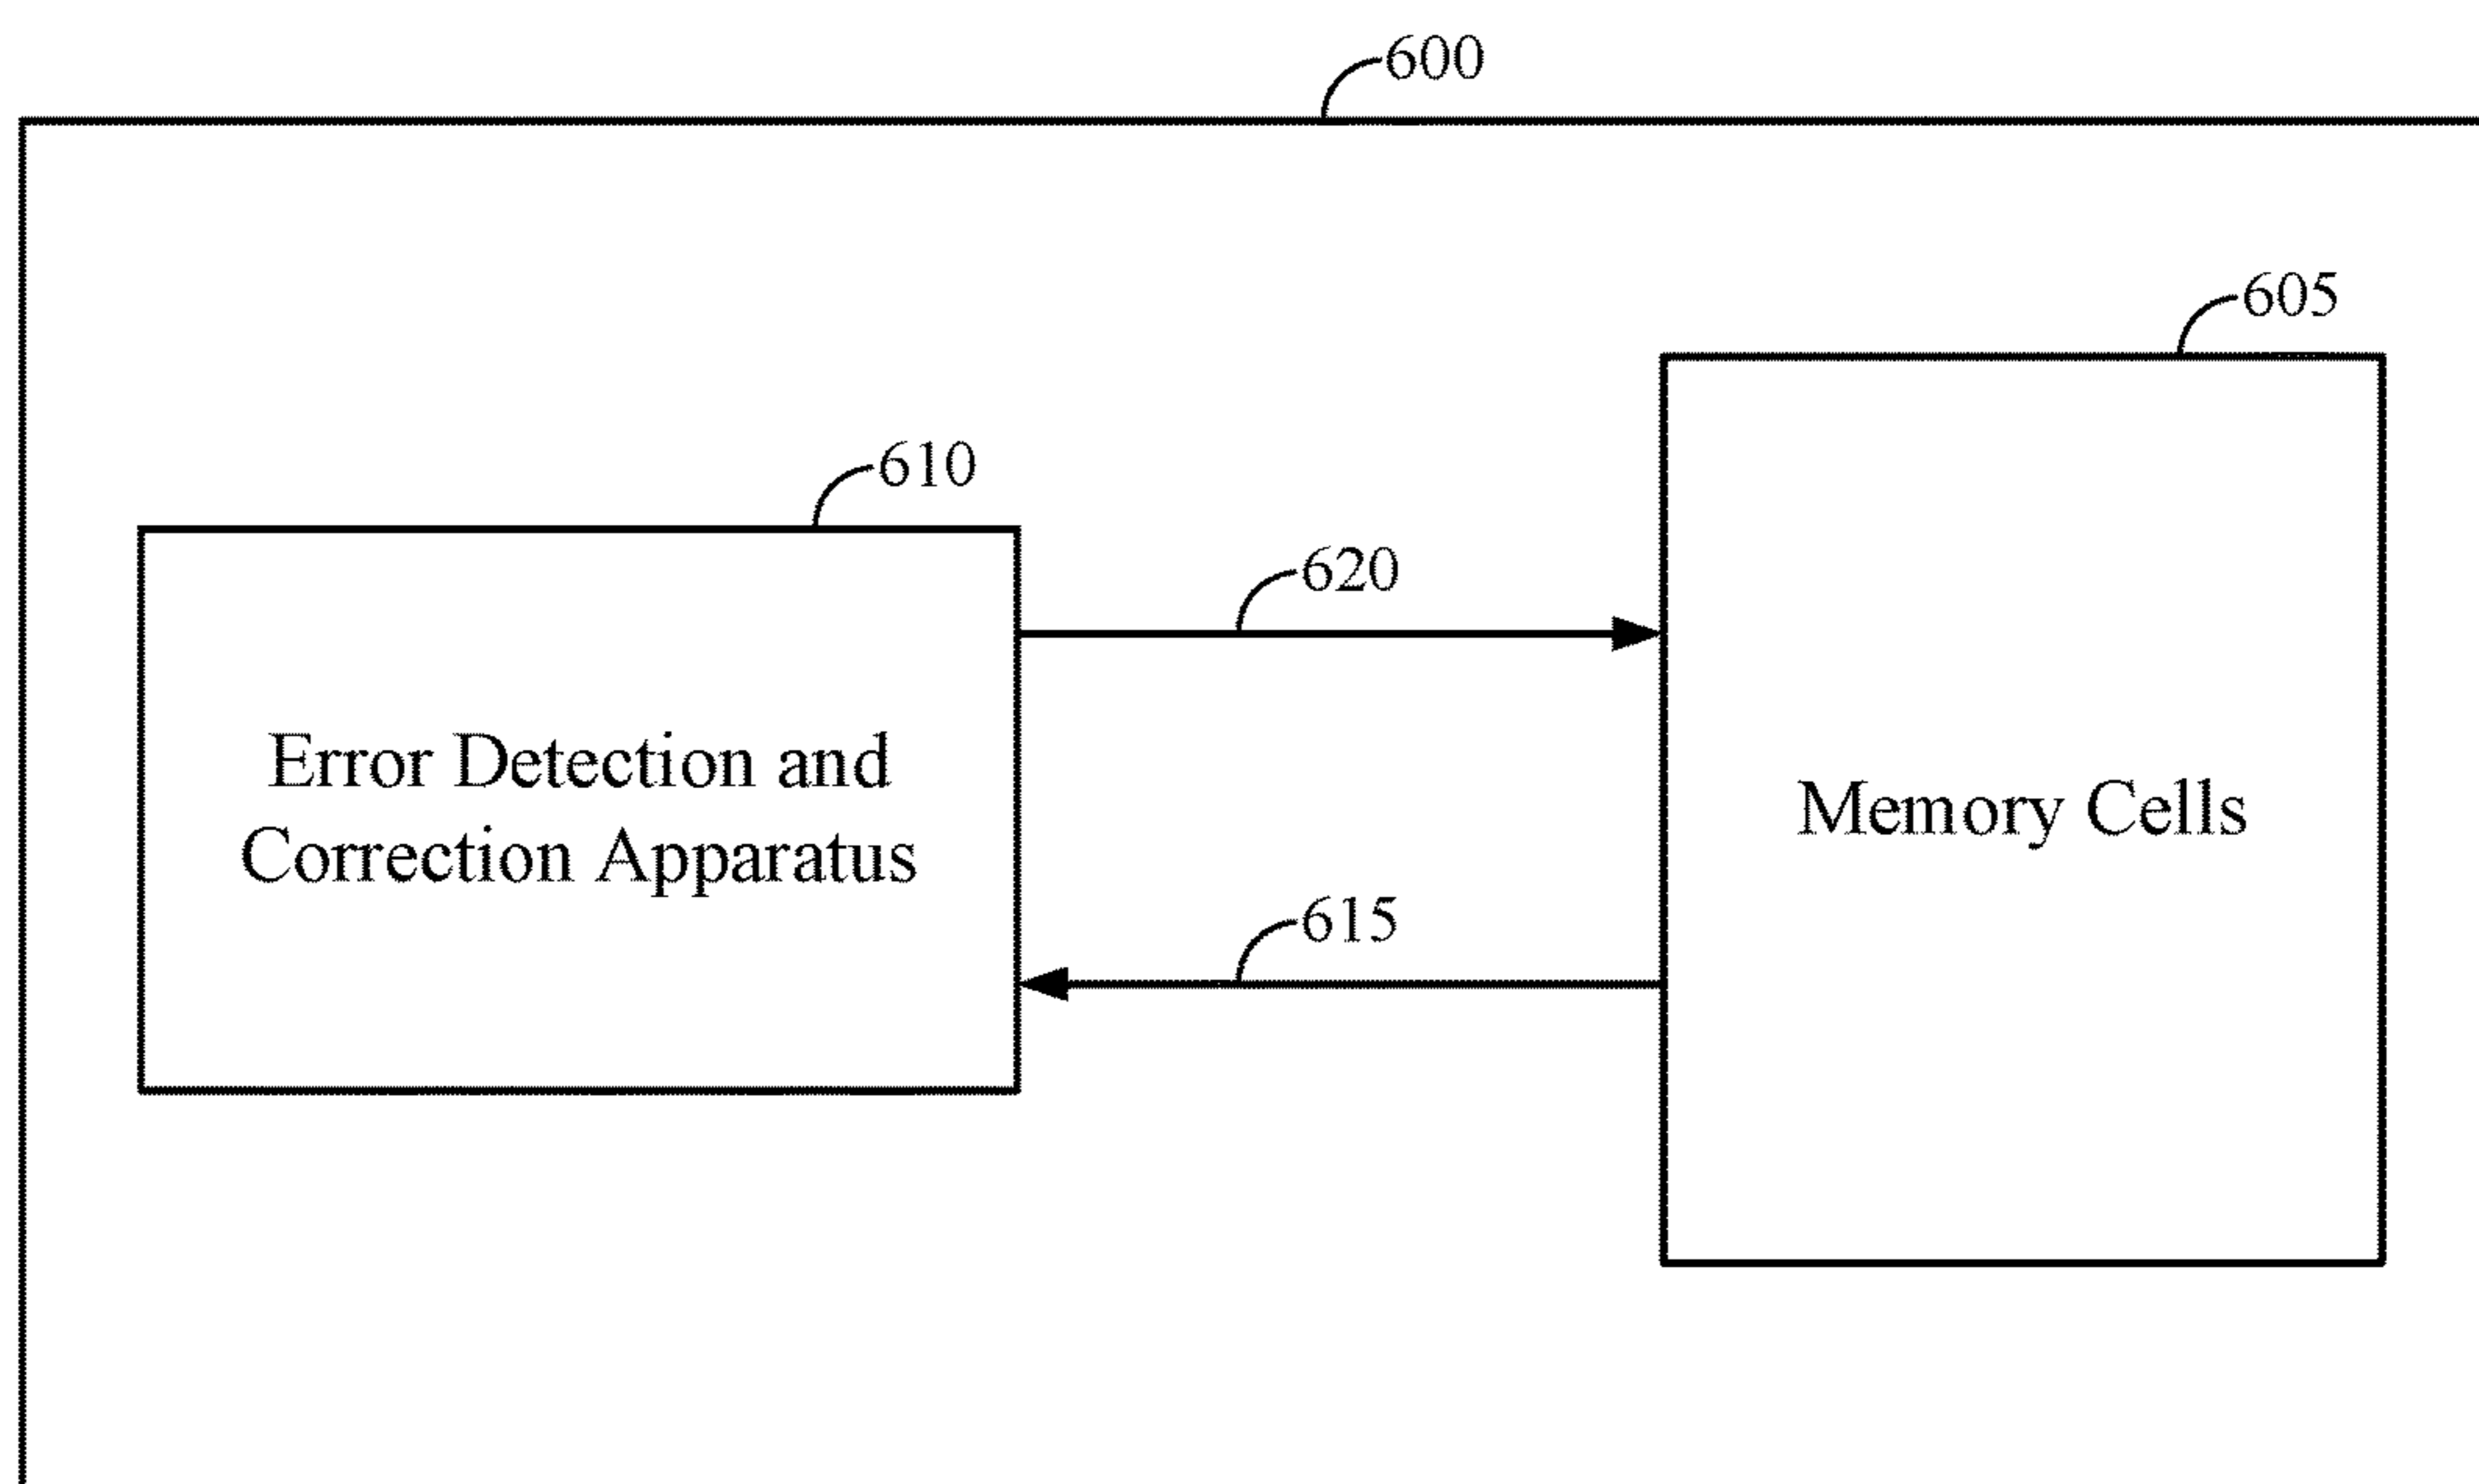 600
605
610
620
Error Detection and
Correction Apparatus
Memory Cells
615